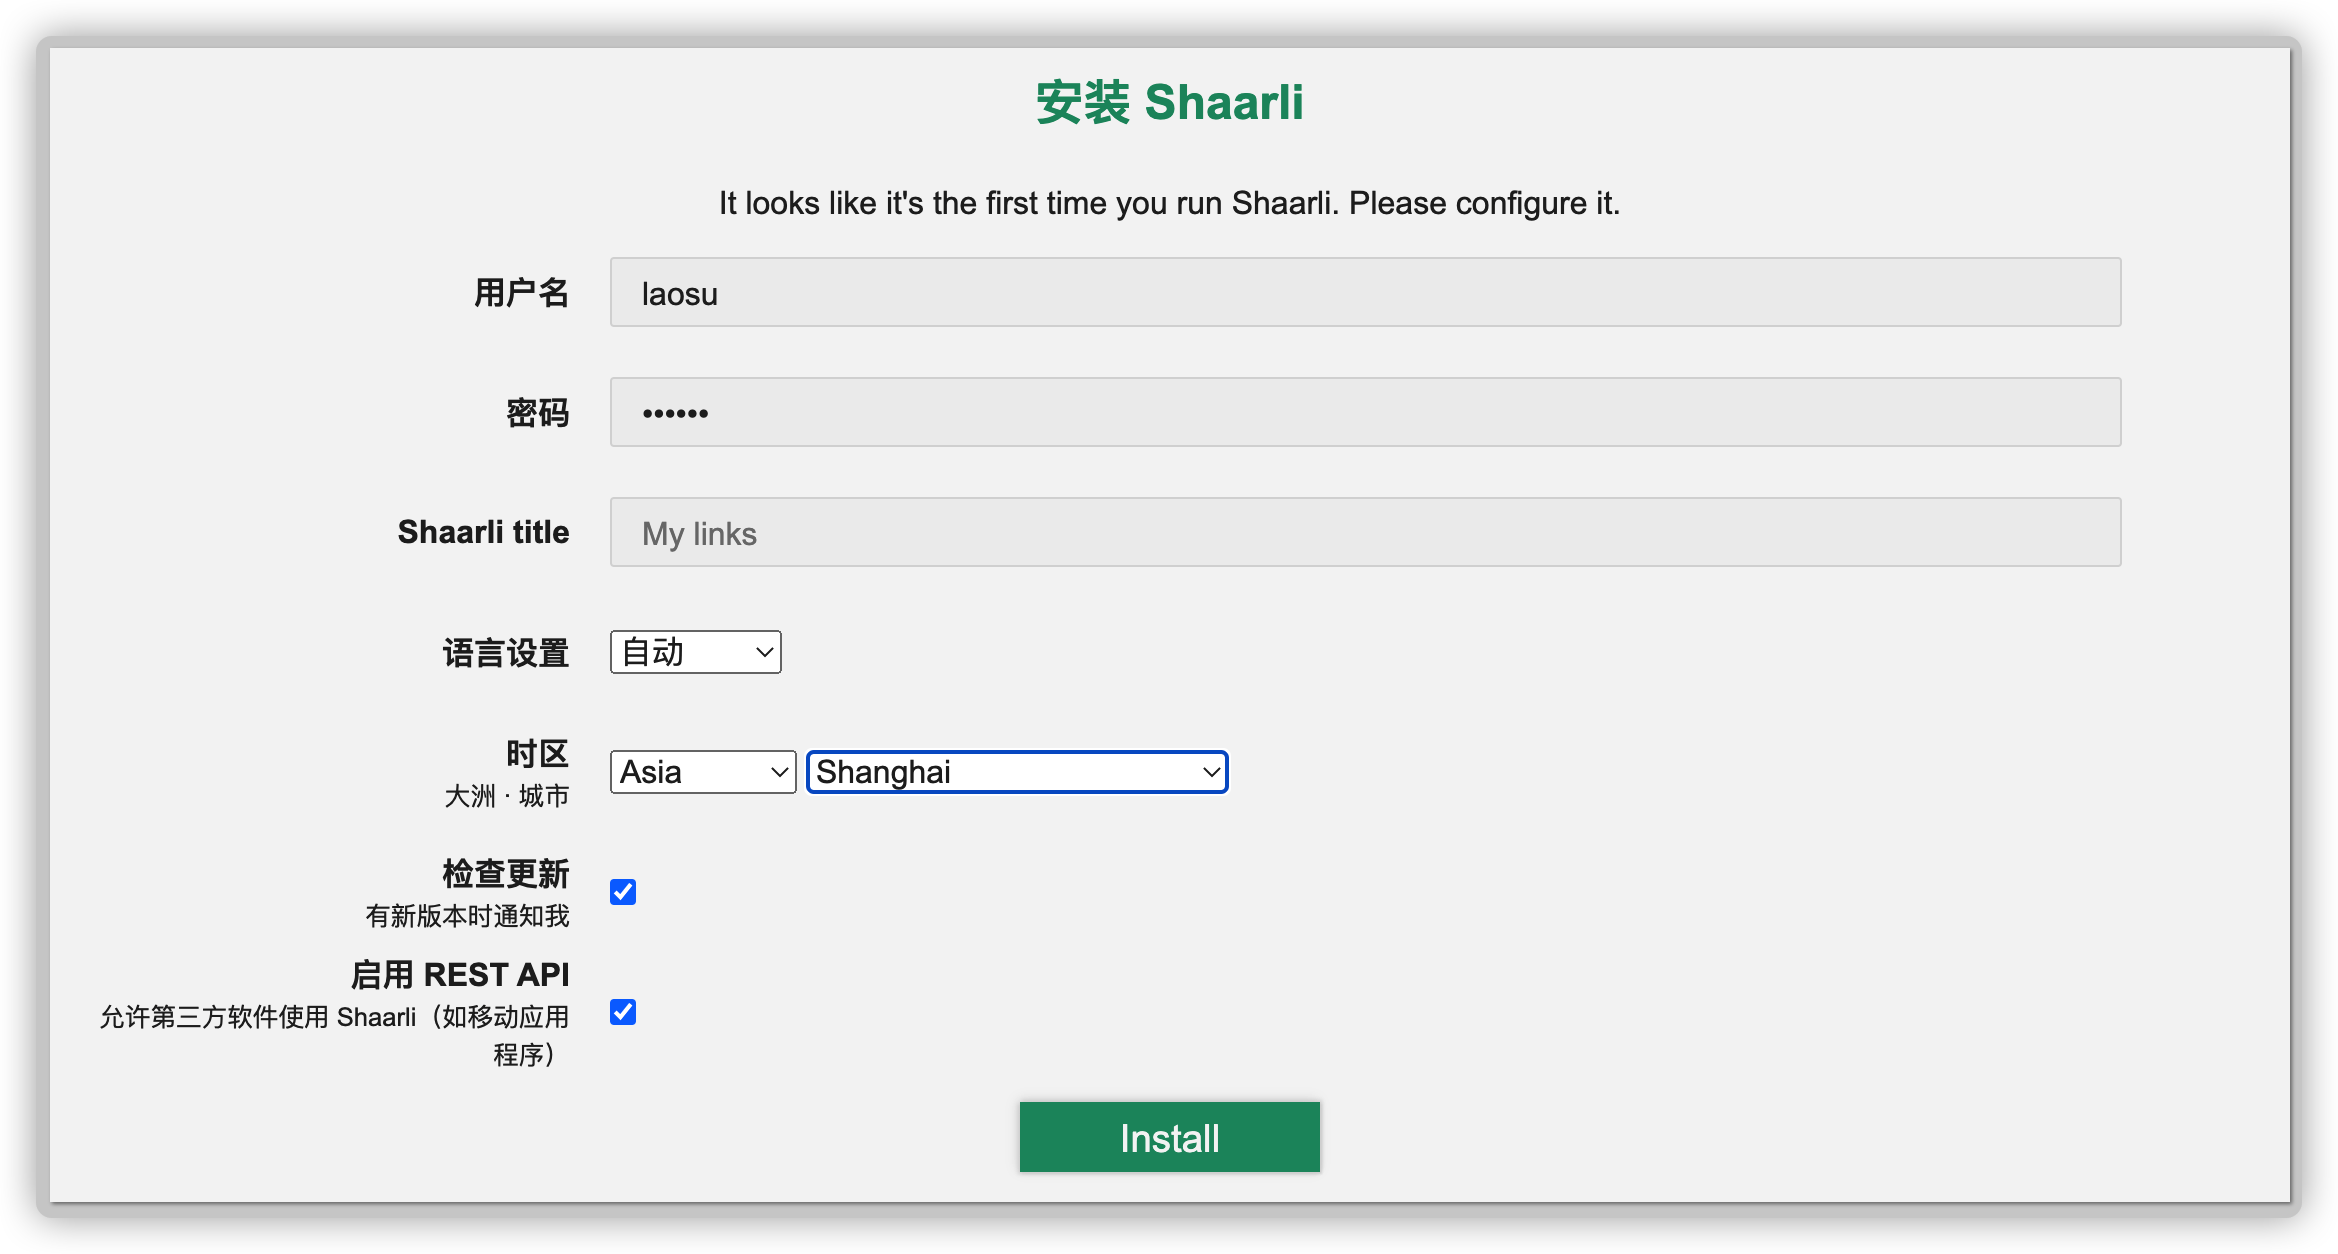 安装 Shaarli
It looks like it's the first time you run Shaarli. Please configure it.
用户名
laosu
密码
••••••
Shaarli title
My links
语言设置
自动
时区
大洲 · 城市
Asia
Shanghai
检查更新
有新版本时通知我
启用 REST API
允许第三方软件使用 Shaarli（如移动应用
程序）
Install